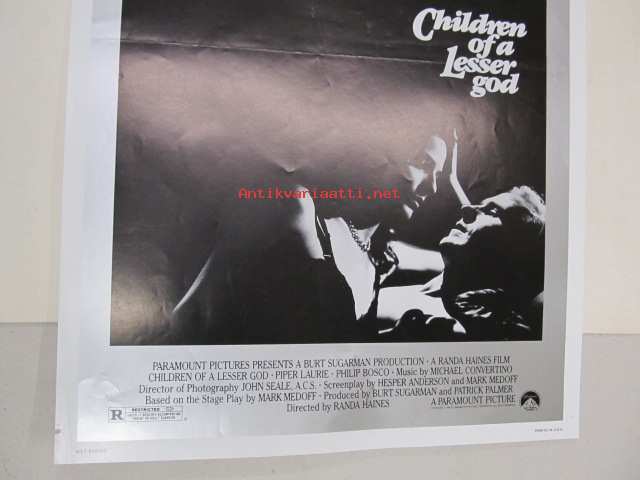 Children
of a
Lesser
god
Antikvariaatti.net
PARAMOUNT PICTURES PRESENTS A BURT SUGARMAN PRODUCTION · A RANDA HAINES FILM
CHILDREN OF A LESSER GOD · PIPER LAURIE · PHILIP BOSCO · Music by MICHAEL CONVERTINO
Director of Photography JOHN SEALE, A.C.S. · Screenplay by HESPER ANDERSON and MARK MEDOFF
Based on the Stage Play by MARK MEDOFF · Produced by BURT SUGARMAN and PATRICK PALMER
Directed by RANDA HAINES
A PARAMOUNT PICTURE
R RESTRICTED